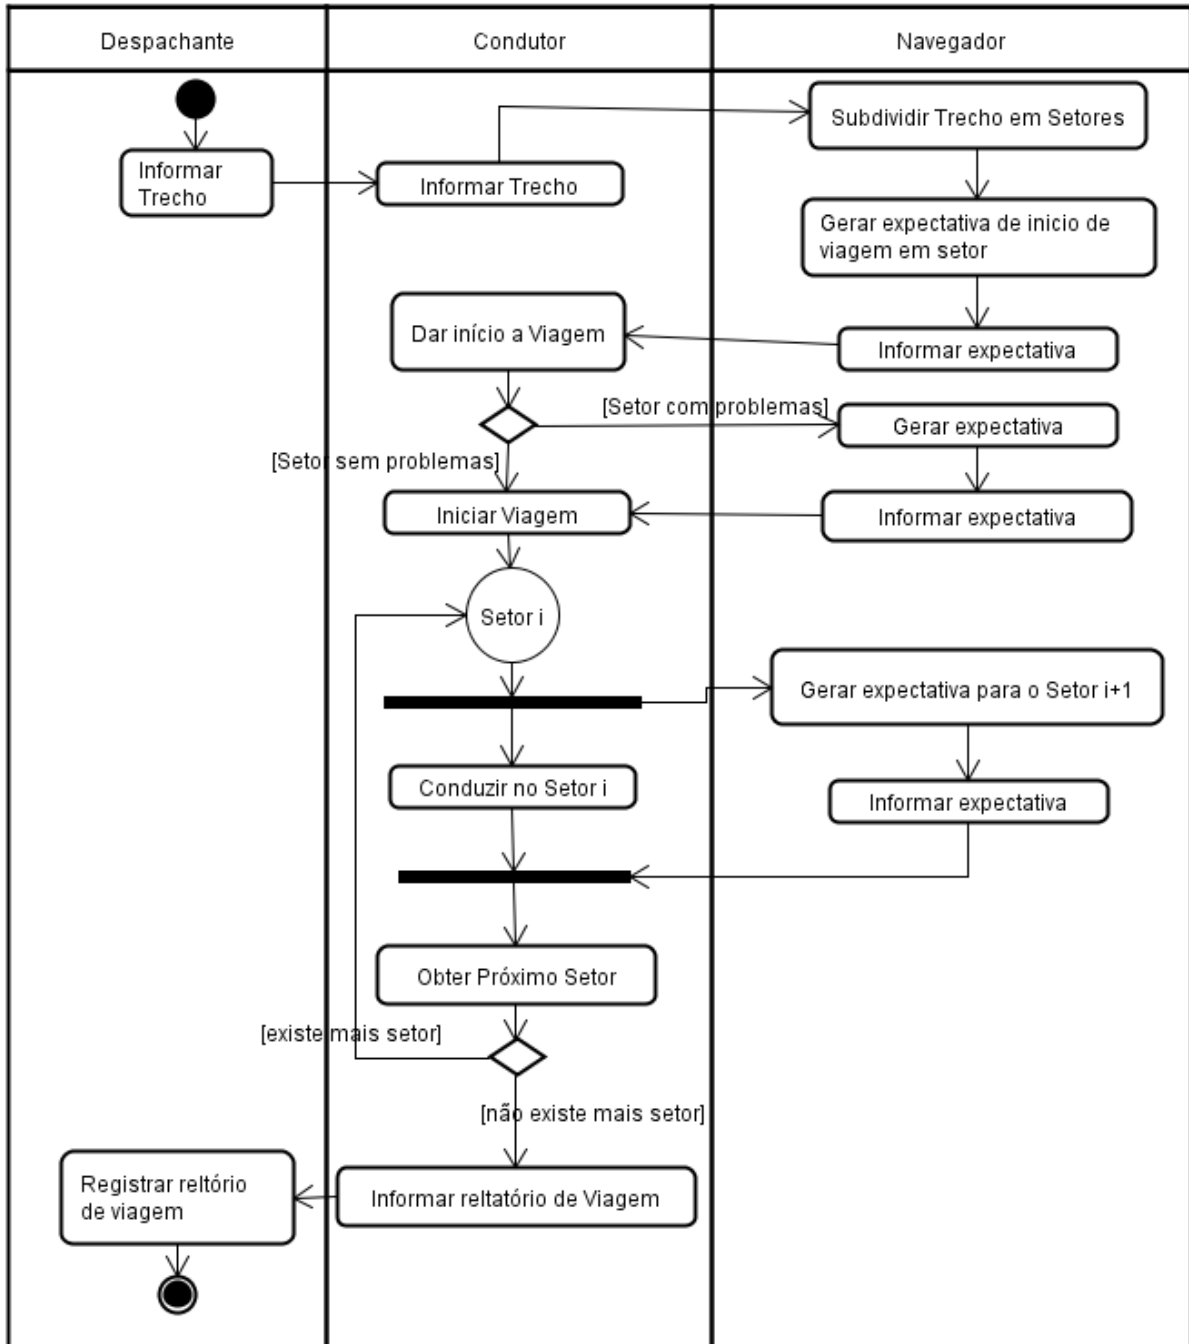 Despachante
Condutor
Navegador
Subdividir Trecho em Setores
Informar
Trecho
Informar Trecho
Gerar expectativa de inicio de
viagem em setor
Dar início a Viagem
Informar expectativa
[Setor com problemas]
Gerar expectativa
[Setor sem problemas]
Iniciar Viagem
Informar expectativa
Setor i
Gerar expectativa para o Setor i+1
Conduzir no Setor i
Informar expectativa
Obter Próximo Setor
[existe mais setor]
[não existe mais setor]
Registrar reltório
de viagem
Informar reltatório de Viagem